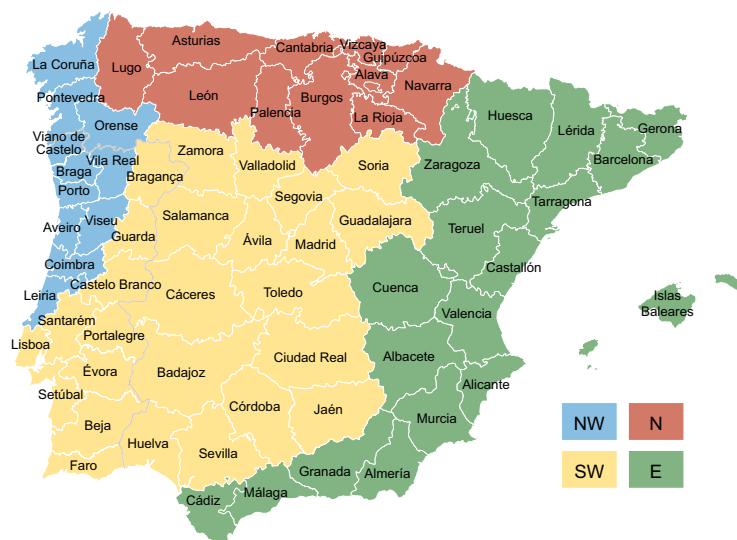 Asturias
Cantabria
Vizcaya
Guipúzcoa
La Coruña
Lugo
Álava
Navarra
León
Pontevedra
Palencia
Burgos
La Rioja
Orense
Huesca
Lérida
Gerona
Viano de
Castelo
Zamora
Valladolid
Soria
Zaragoza
Barcelona
Vila Real
Braga
Bragança
Porto
Segovia
Tarragona
Salamanca
Guadalajara
Aveiro
Viseu
Guarda
Ávila
Madrid
Teruel
Coimbra
Castallón
Castelo Branco
Cáceres
Toledo
Cuenca
Leiria
Islas
Baleares
Santarém
Valencia
Portalegre
Lisboa
Ciudad Real
Albacete
Évora
Badajoz
Alicante
Setúbal
Córdoba
Jaén
Beja
Murcia
Huelva
Sevilla
Faro
Granada
Almería
Málaga
Cádiz
NW
N
SW
E